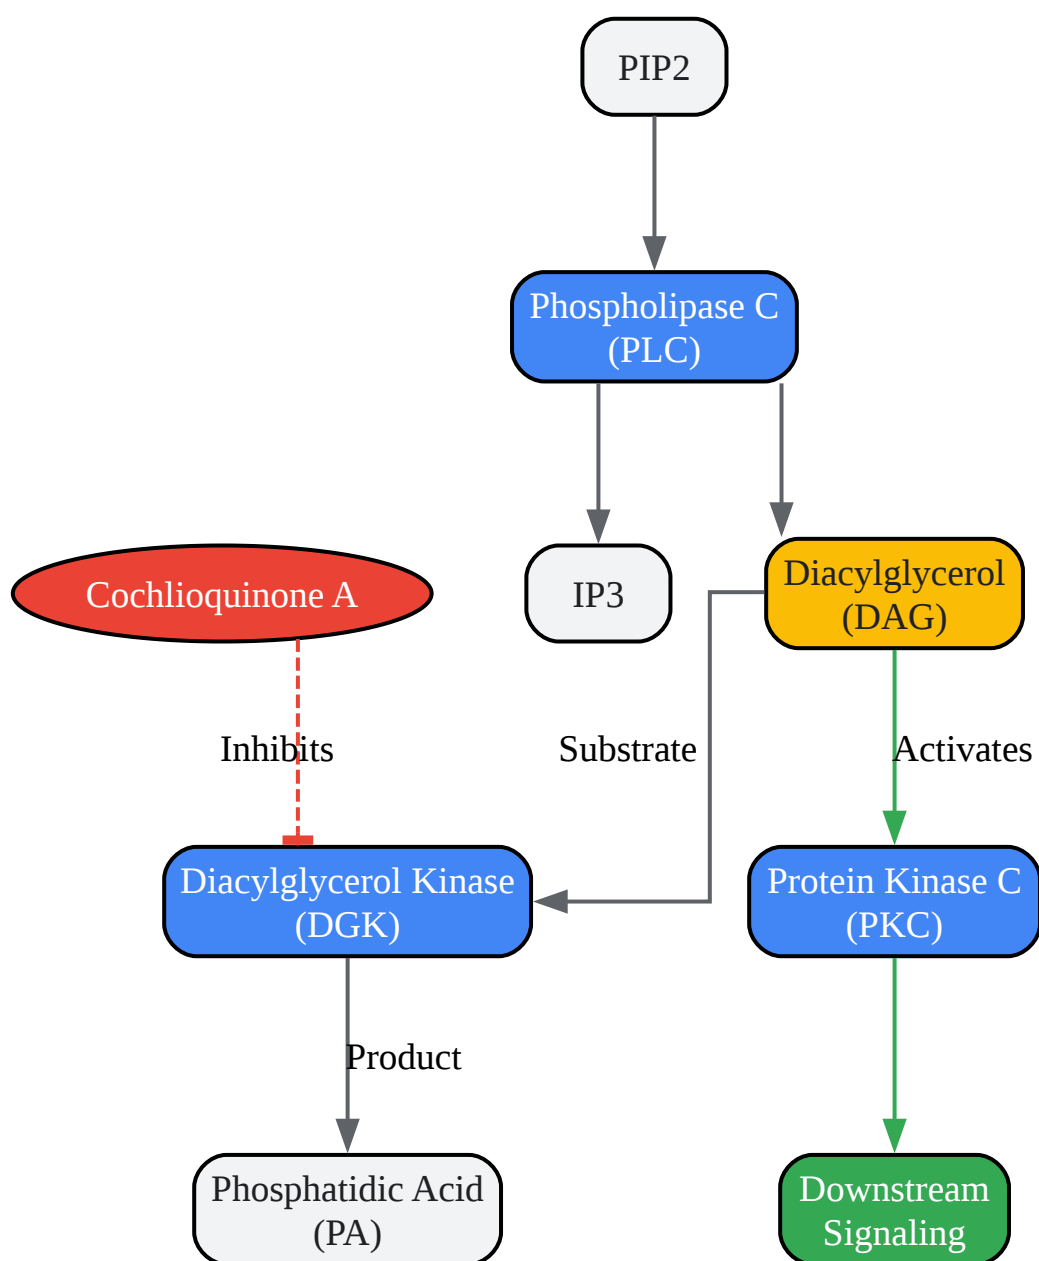 PIP2
Phospholipase C
(PLC)
Cochlioquinone A
IP3
Diacylglycerol
(DAG)
Inhibits
Substrate
Activates
Diacylglycerol Kinase
(DGK)
Protein Kinase C
(PKC)
Product
Phosphatidic Acid
(PA)
Downstream
Signaling